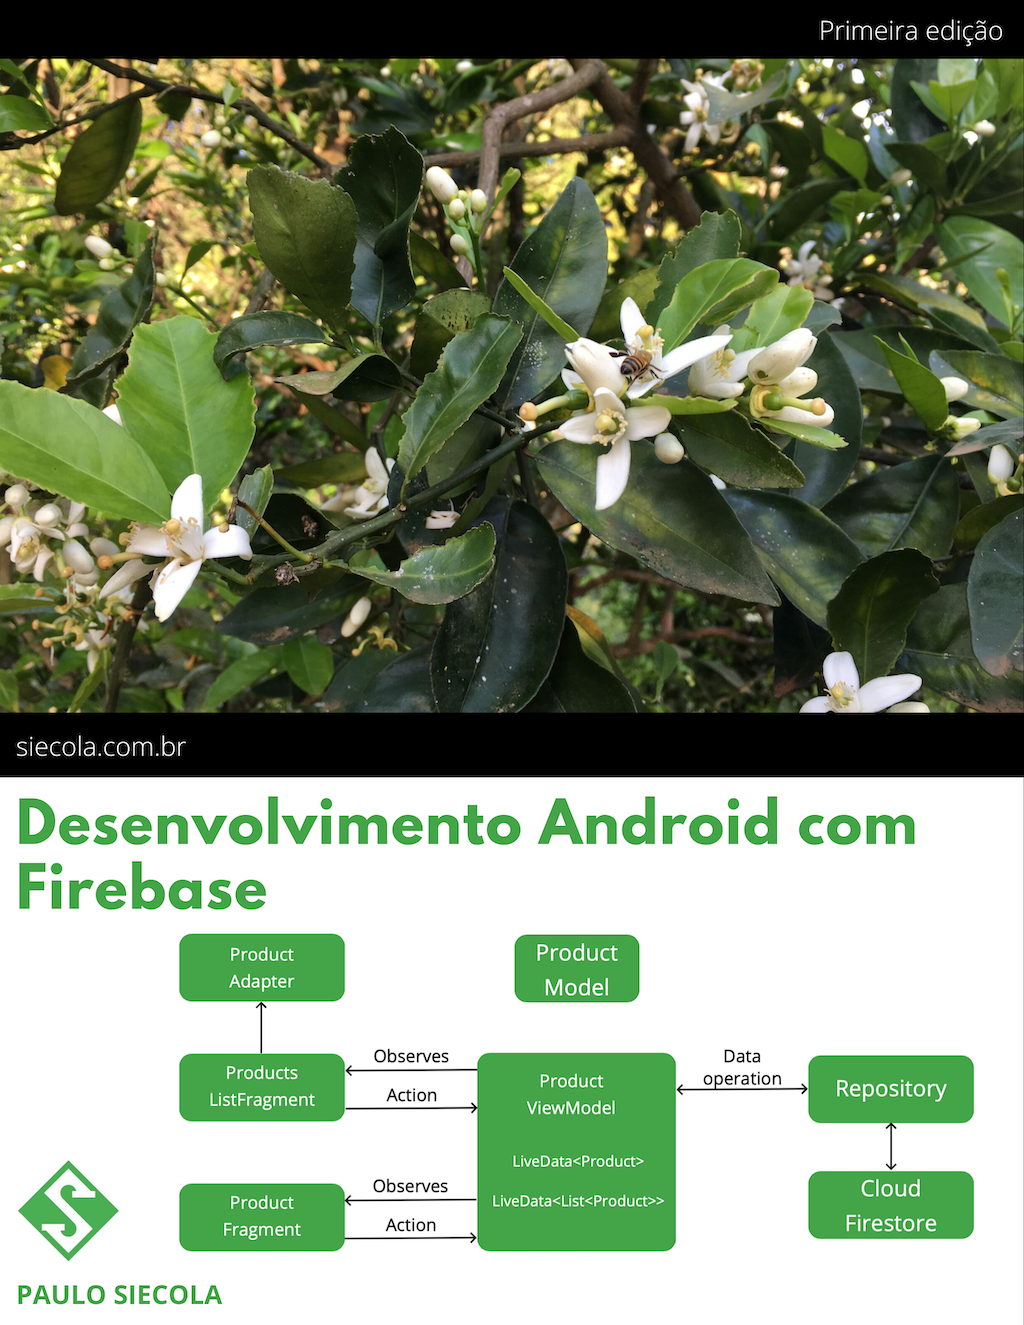 Primeira edição
siecola.com.br
Desenvolvimento Android com
Firebase
Product
Adapter
Product
Model
Products
ListFragment
Observes
Action
Product
ViewModel
LiveData<Product>
LiveData<List<Product>>
Data
operation
Repository
Product
Fragment
Observes
Action
Cloud
Firestore
PAULO SIECOLA